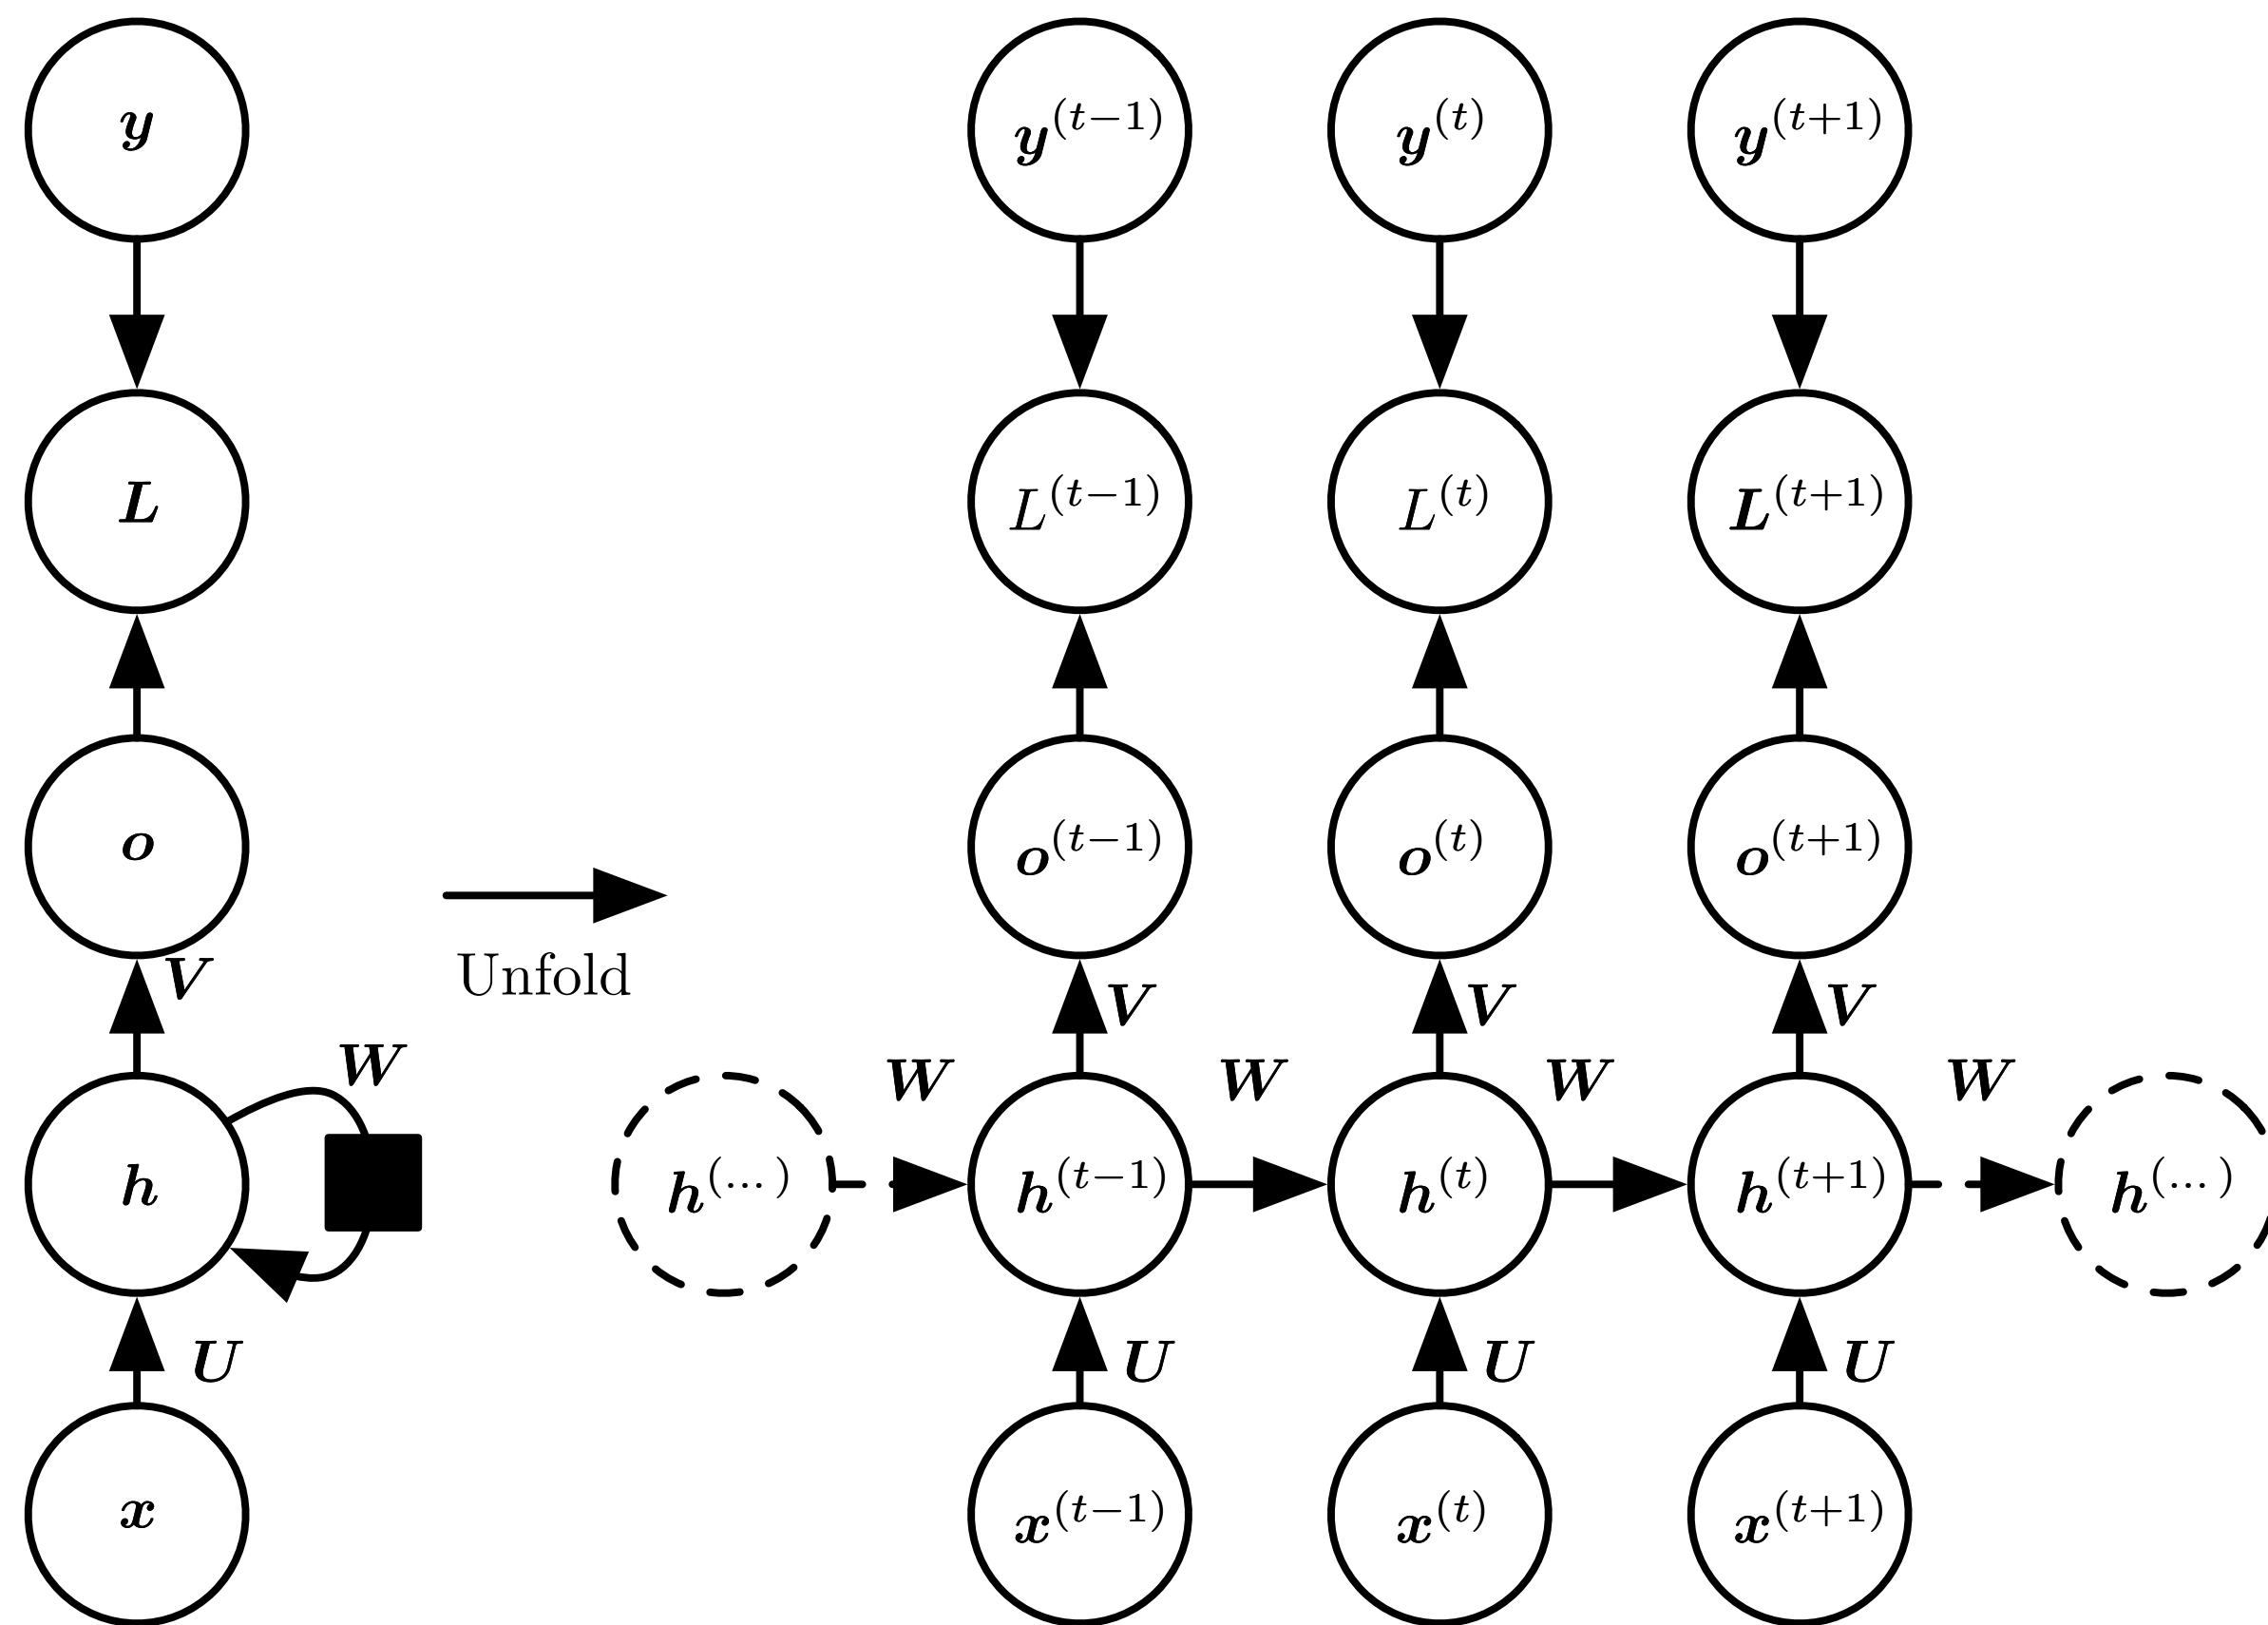 y y^(t−1) y^(t) y^(t+1)
L L^(t−1) L^(t) L^(t+1)
o o^(t−1) o^(t) o^(t+1)
Unfold
V V V V
W W W W W
h h^(...) h^(t−1) h^(t) h^(t+1) h^(...)
U U U U
x x^(t−1) x^(t) x^(t+1)